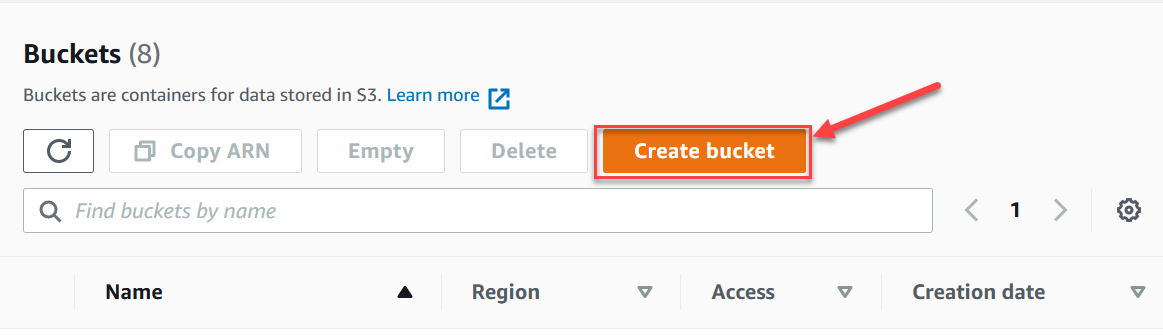 Buckets (8)
Buckets are containers for data stored in S3. Learn more
Copy ARN Empty Delete Create bucket
Find buckets by name 1
Name Region Access Creation date